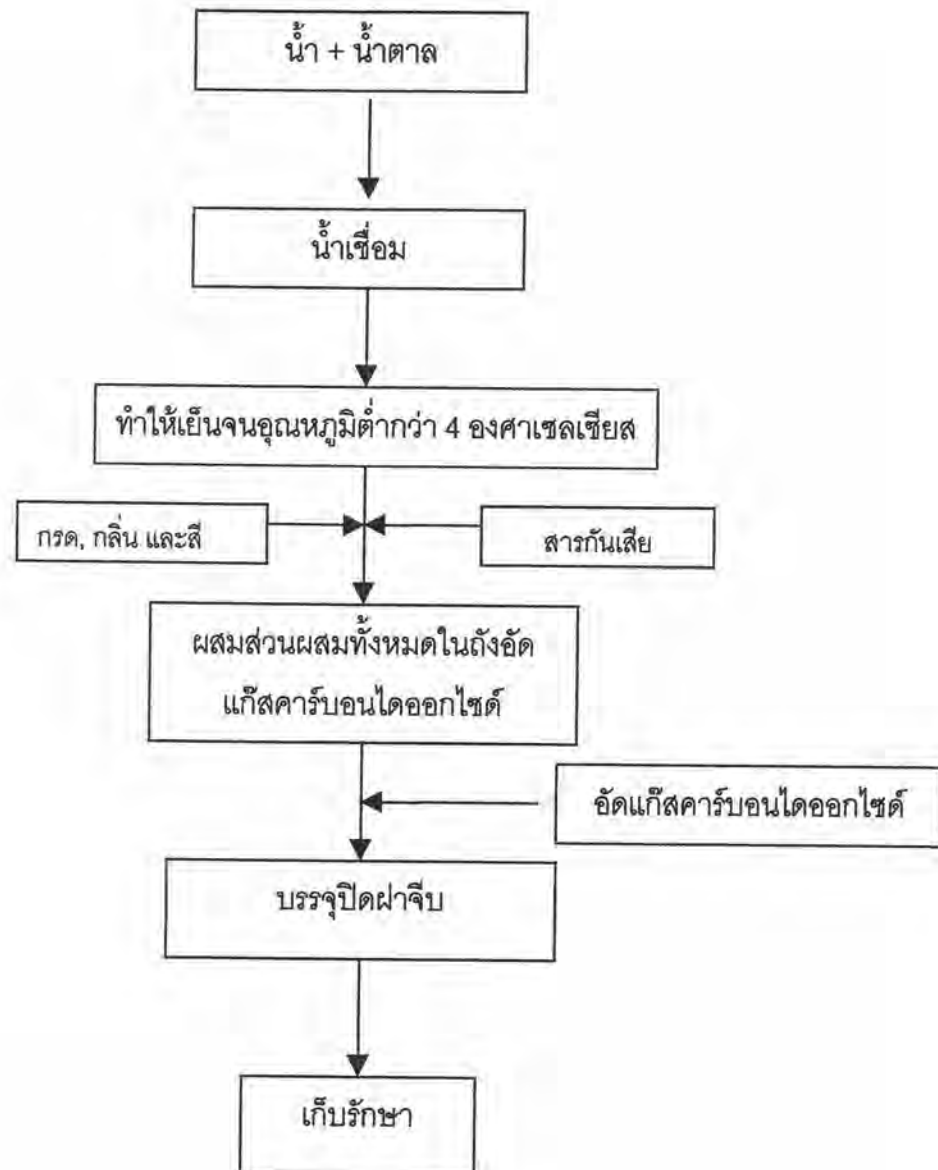 น้ำ + น้ำตาล
น้ำเชื่อม
ทำให้เย็นจนอุณหภูมิต่ำกว่า 4 องศาเซลเซียส
กรด, กลิ่น และสี
สารกันเสีย
ผสมส่วนผสมทั้งหมดในถังอัด
แก๊สคาร์บอนไดออกไซด์
อัดแก๊สคาร์บอนไดออกไซด์
บรรจุปิดฝาจีบ
เก็บรักษา